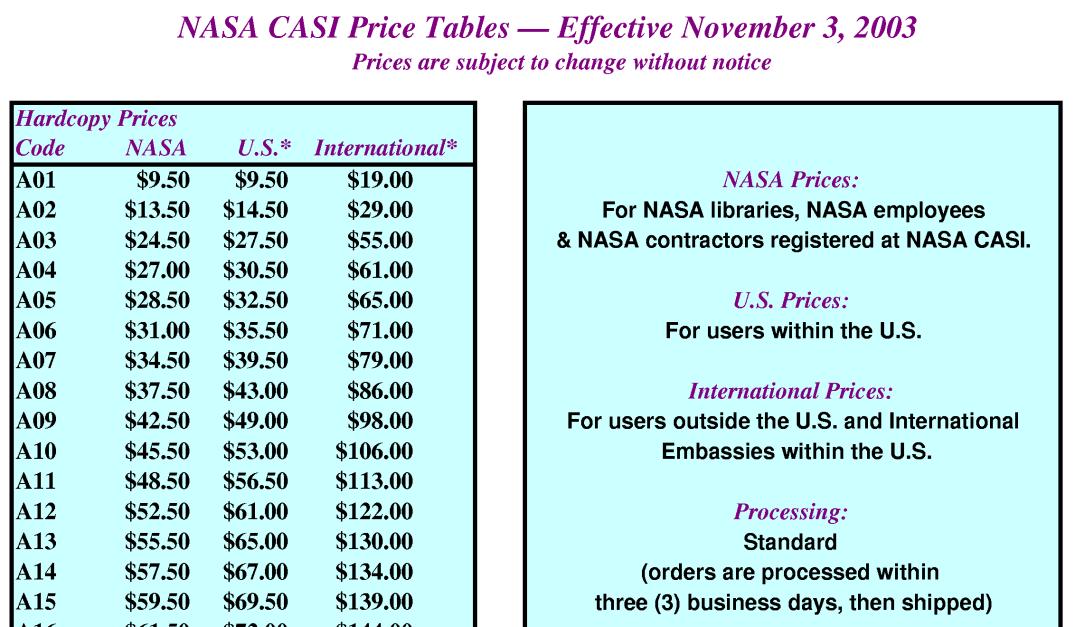 NASA CASI Price Tables — Effective November 3, 2003
Prices are subject to change without notice
Hardcopy Prices
Code NASA U.S.* International*
A01 $9.50 $9.50 $19.00
A02 $13.50 $14.50 $29.00
A03 $24.50 $27.50 $55.00
A04 $27.00 $30.50 $61.00
A05 $28.50 $32.50 $65.00
A06 $31.00 $35.50 $71.00
A07 $34.50 $39.50 $79.00
A08 $37.50 $43.00 $86.00
A09 $42.50 $49.00 $98.00
A10 $45.50 $53.00 $106.00
A11 $48.50 $56.50 $113.00
A12 $52.50 $61.00 $122.00
A13 $55.50 $65.00 $130.00
A14 $57.50 $67.00 $134.00
A15 $59.50 $69.50 $139.00
NASA Prices:
For NASA libraries, NASA employees
& NASA contractors registered at NASA CASI.
U.S. Prices:
For users within the U.S.
International Prices:
For users outside the U.S. and International
Embassies within the U.S.
Processing:
Standard
(orders are processed within
three (3) business days, then shipped)